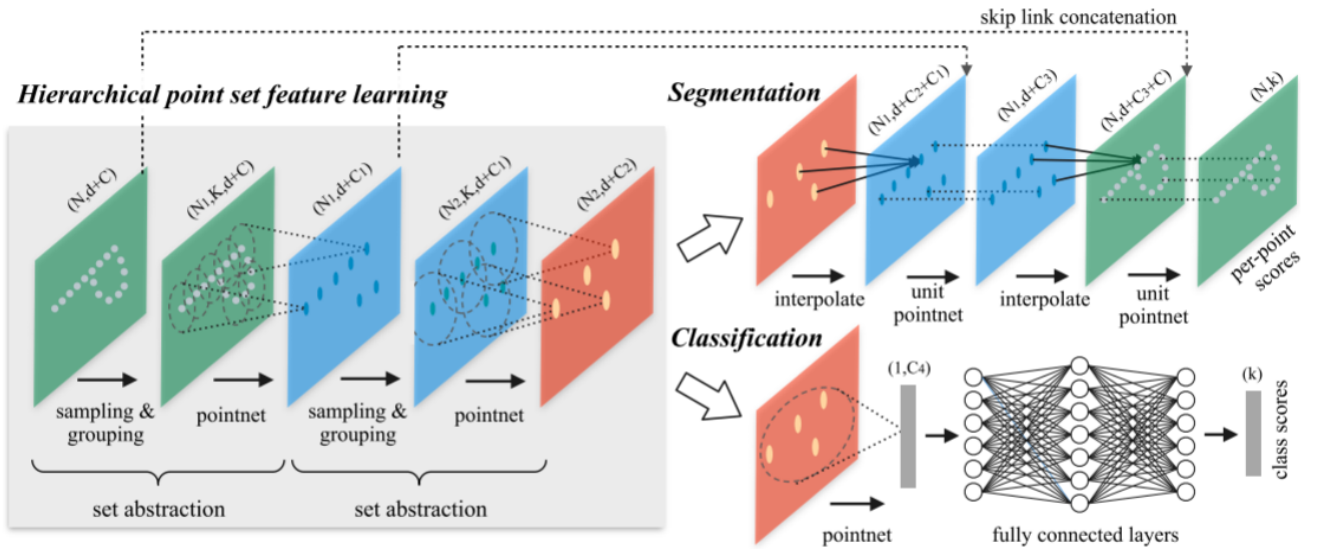 skip link concatenation
Hierarchical point set feature learning
(N,d+C)
(N1,K,d+C)
(N1,d+C1)
(N2,K,d+C1)
(N2,d+C2)
sampling &
grouping
pointnet
sampling &
grouping
pointnet
set abstraction
set abstraction
Segmentation
(N1,d+C2+C1)
(N1,d+C3)
(N,d+C3+C)
(N,k)
interpolate
unit
pointnet
interpolate
unit
pointnet
per-point
scores
Classification
(1,C4)
(k)
pointnet
fully connected layers
class scores